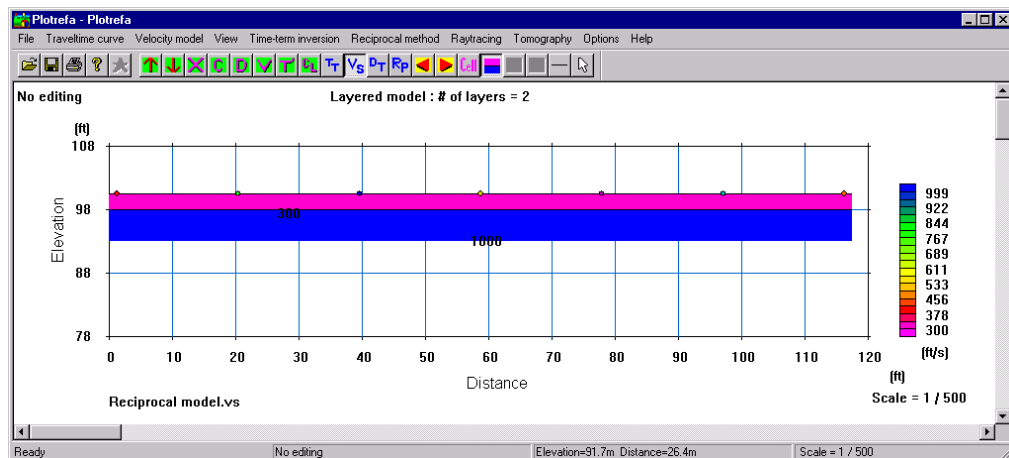 Plotrefa - Plotrefa
File Traveltime curve Velocity model View Time-term inversion Reciprocal method Raytracing Tomography Options Help
No editing
Layered model : # of layers = 2
(ft)
108
98
88
78
Elevation
300
1000
0 10 20 30 40 50 60 70 80 90 100 110 120
Distance
(ft)
999
922
844
767
689
611
533
456
378
300
(ft/s)
Scale = 1 / 500
Reciprocal model.vs
Ready No editing Elevation=91.7m Distance=26.4m Scale = 1 / 500